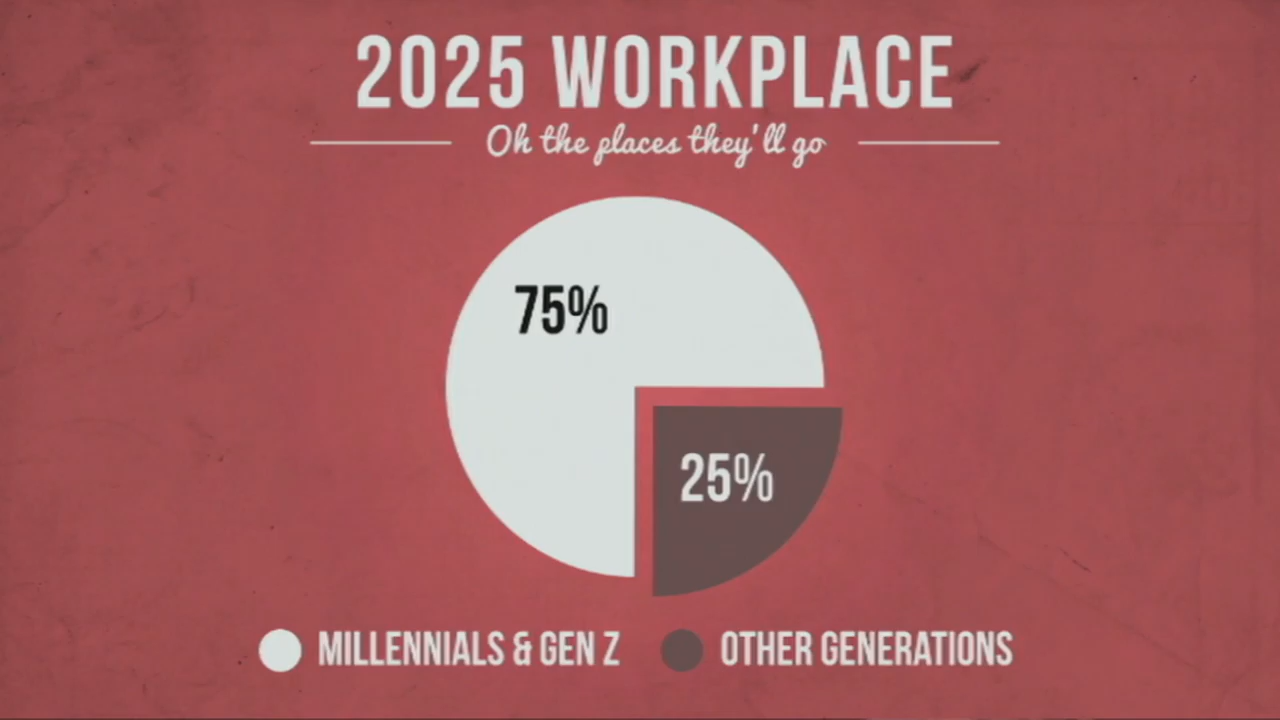 2025 WORKPLACE
Oh the places they'll go
75%
25%
MILLENNIALS & GEN Z
OTHER GENERATIONS